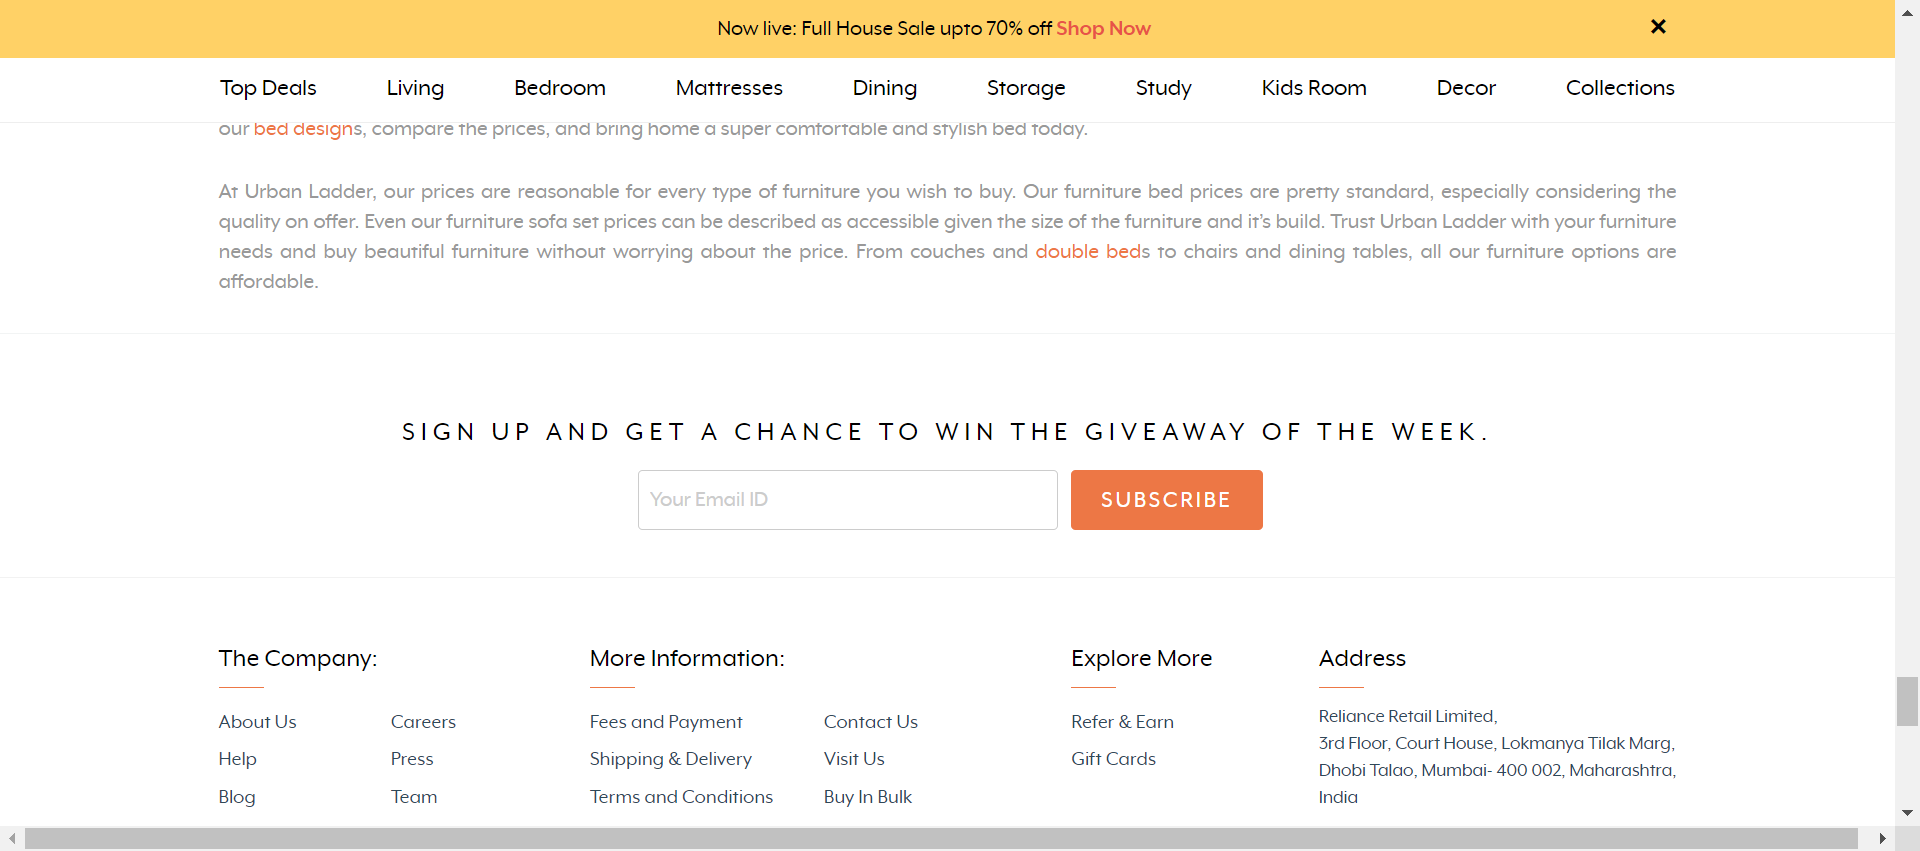 Now live: Full House Sale upto 70% off Shop Now ×
Top Deals Living Bedroom Mattresses Dining Storage Study Kids Room Decor Collections
our bed designs, compare the prices, and bring home a super comfortable and stylish bed today.
At Urban Ladder, our prices are reasonable for every type of furniture you wish to buy. Our furniture bed prices are pretty standard, especially considering the
quality on offer. Even our furniture sofa set prices can be described as accessible given the size of the furniture and it’s build. Trust Urban Ladder with your furniture
needs and buy beautiful furniture without worrying about the price. From couches and double beds to chairs and dining tables, all our furniture options are
affordable.
SIGN UP AND GET A CHANCE TO WIN THE GIVEAWAY OF THE WEEK.
Your Email ID SUBSCRIBE
The Company:
About Us Careers
Help Press
Blog Team
More Information:
Fees and Payment Contact Us
Shipping & Delivery Visit Us
Terms and Conditions Buy In Bulk
Explore More
Refer & Earn
Gift Cards
Address
Reliance Retail Limited,
3rd Floor, Court House, Lokmanya Tilak Marg,
Dhobi Talao, Mumbai- 400 002, Maharashtra,
India